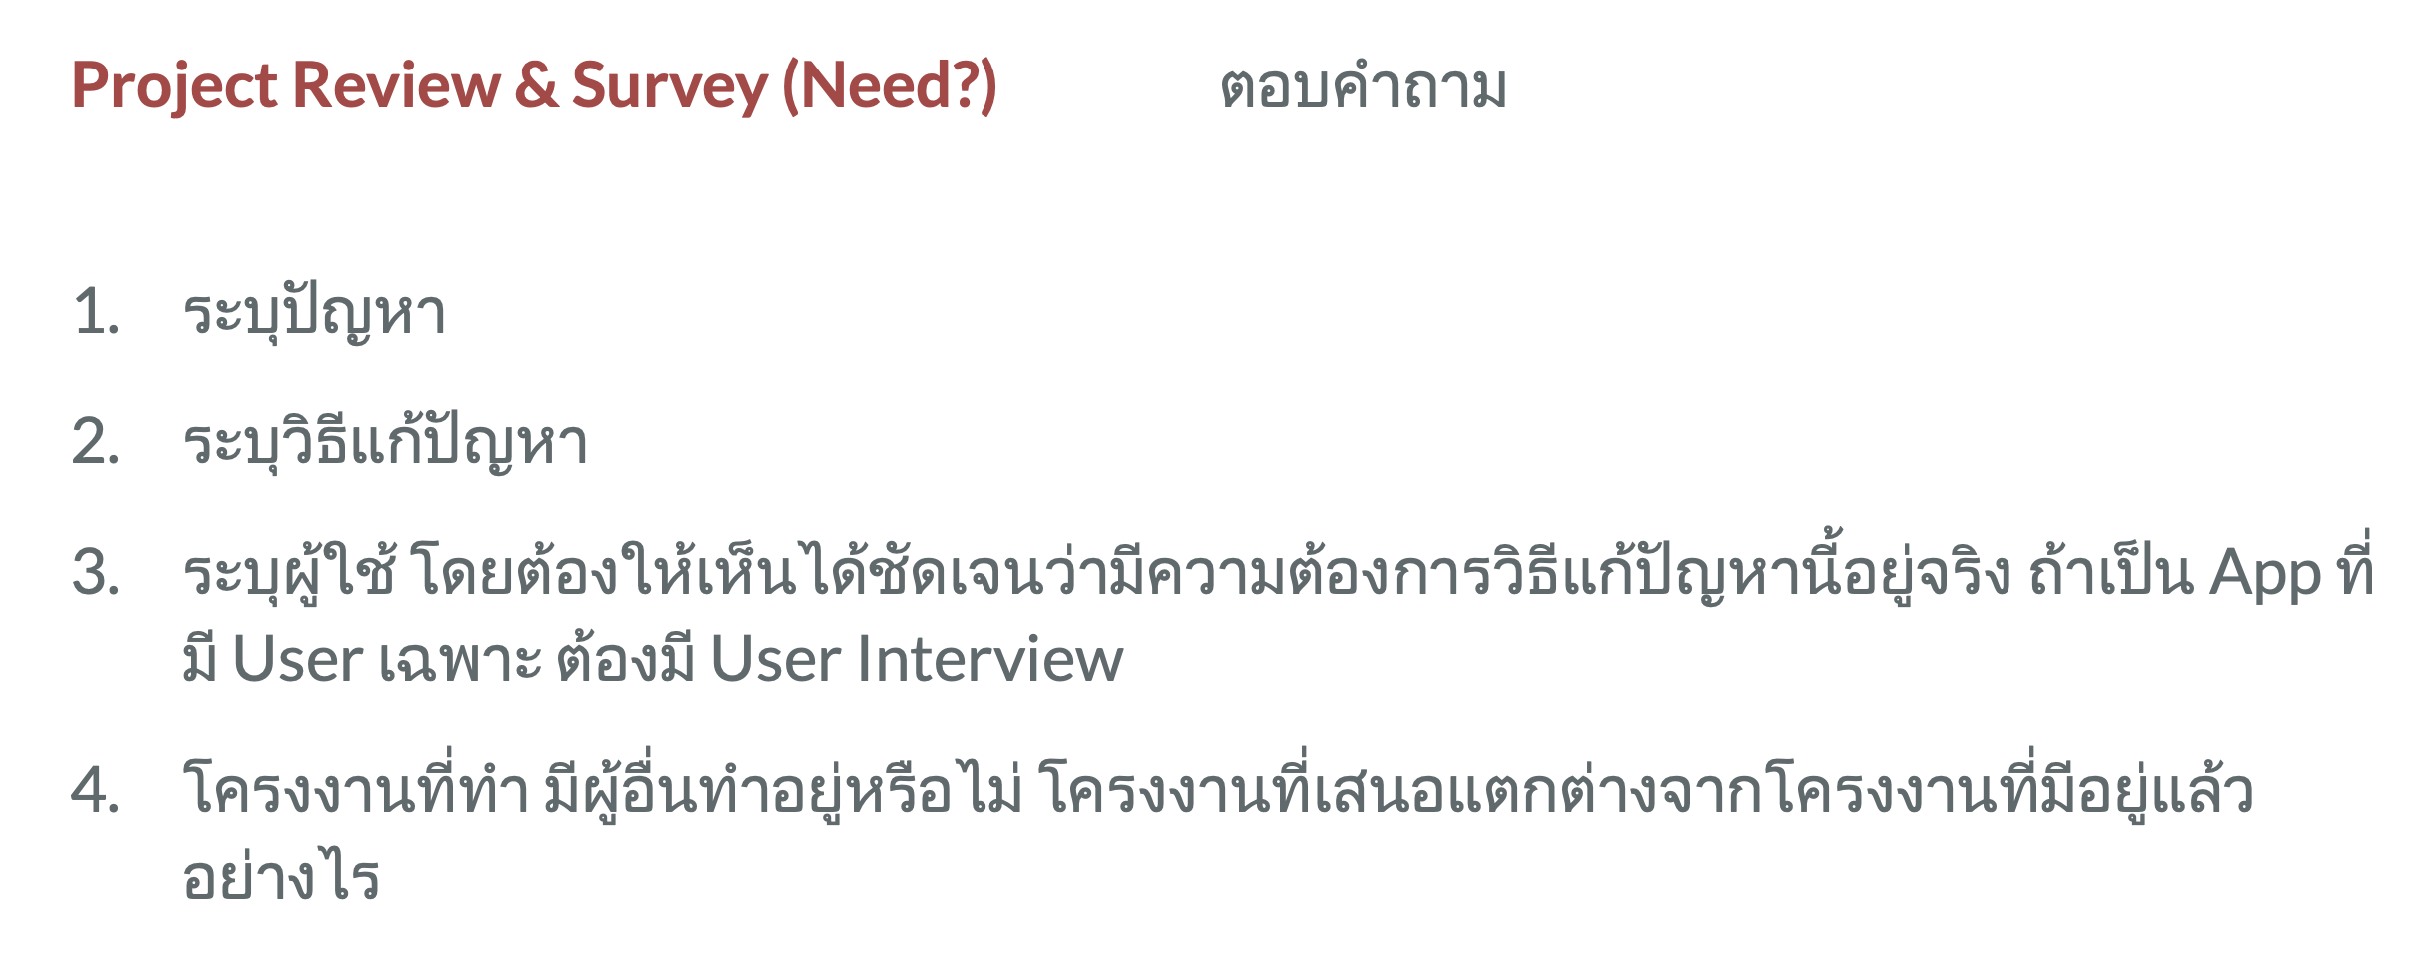 Project Review & Survey (Need?) ตอบคำถาม
1. ระบุปัญหา
2. ระบุวิธีแก้ปัญหา
3. ระบุผู้ใช้ โดยต้องให้เห็นได้ชัดเจนว่ามีความต้องการวิธีแก้ปัญหานี้อยู่จริง ถ้าเป็น App ที่
มี User เฉพาะ ต้องมี User Interview
4. โครงงานที่ทำ มีผู้อื่นทำอยู่หรือไม่ โครงงานที่เสนอแตกต่างจากโครงงานที่มีอยู่แล้ว
อย่างไร